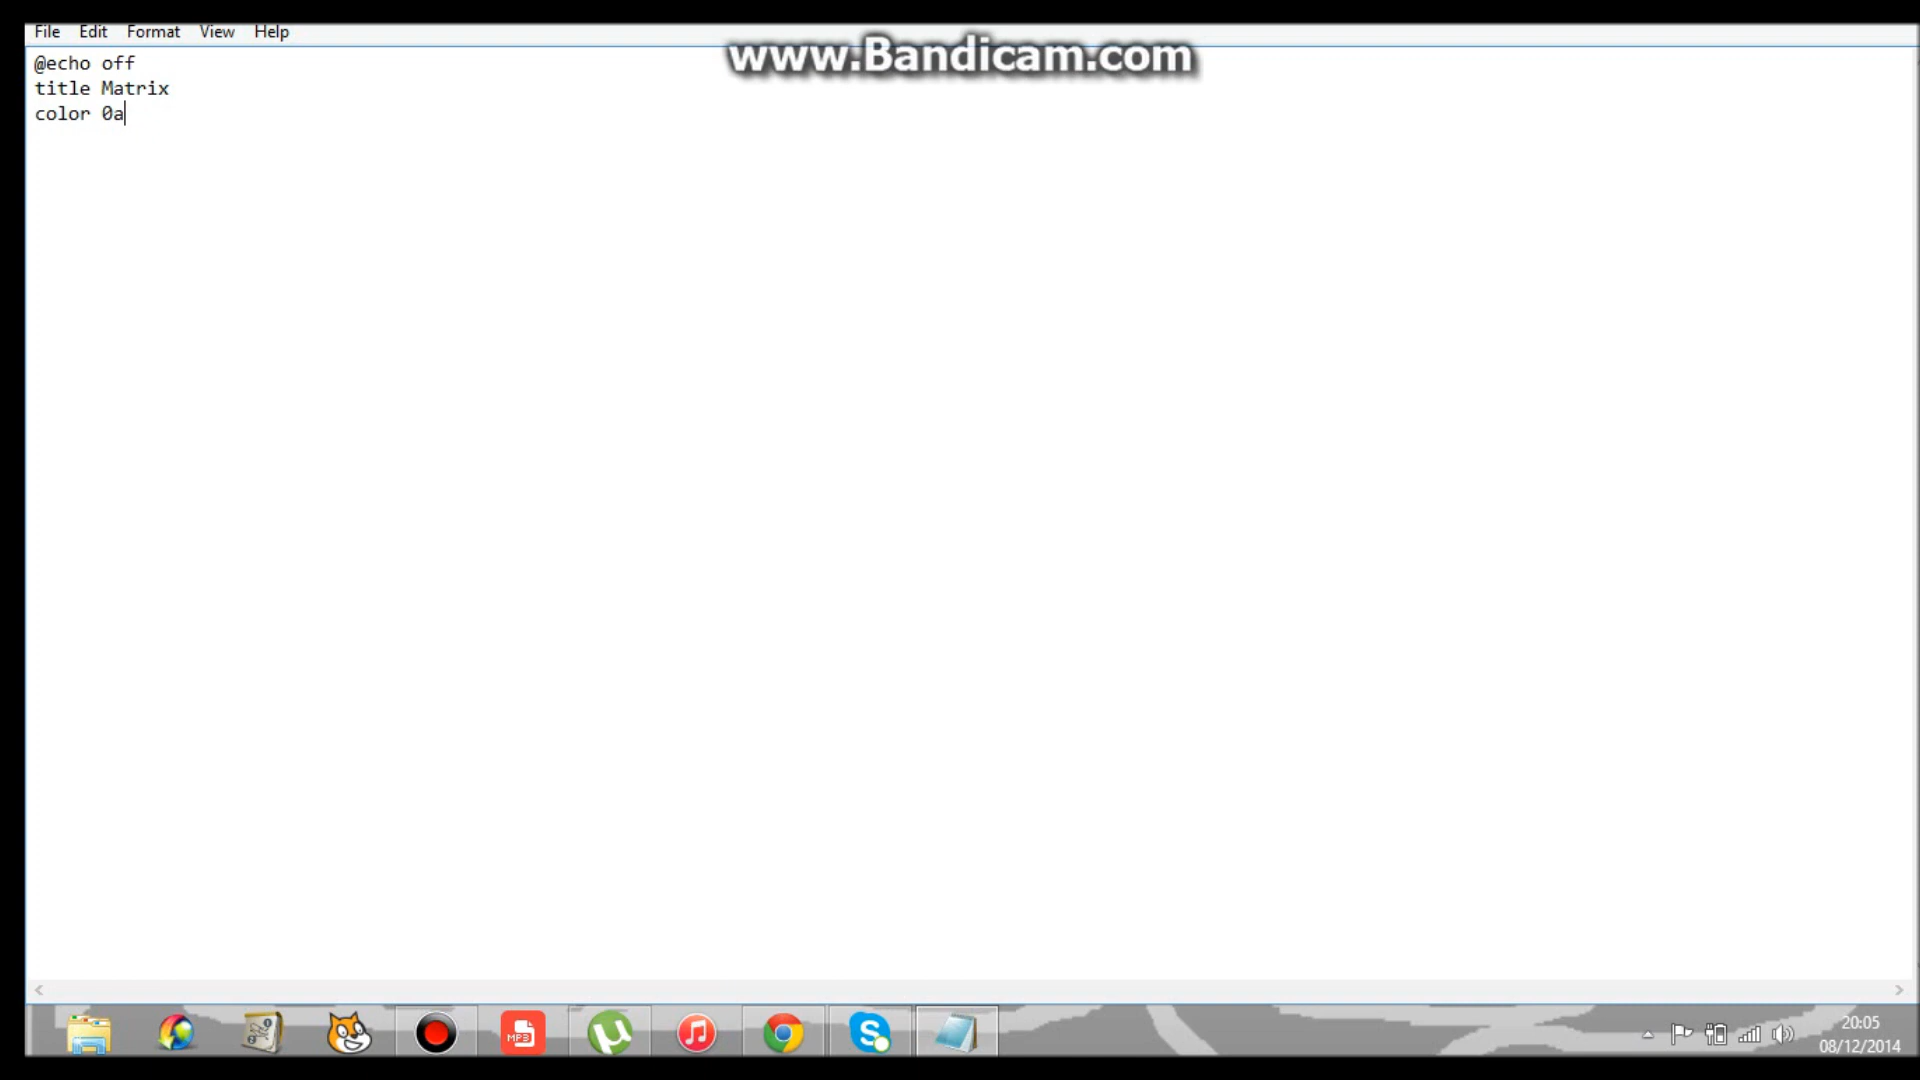 File Edit Format View Help
www.Bandicam.com
@echo off
title Matrix
color 0a
MP3
20:05
08/12/2014